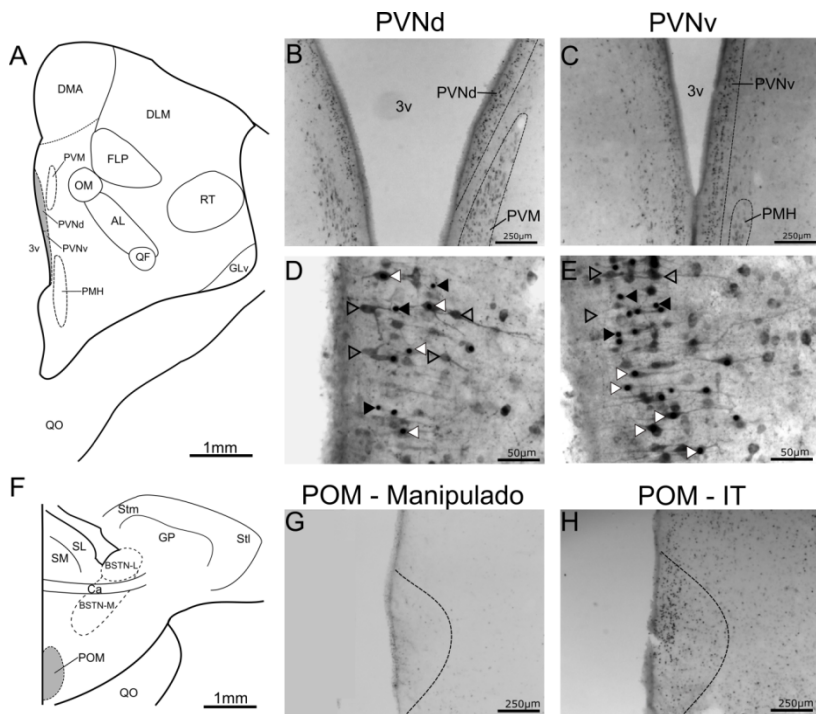 PVNd
PVNv
A
DMA
DLM
PVM
FLP
OM
RT
PVNd
AL
3v
PVNv
QF
GLv
PMH
QO
1mm
B
3v
PVNd
PVM
250µm
C
3v
PVNv
PMH
250µm
D
50µm
E
50µm
F
Stm
SL
GP
Stl
SM
BSTN-L
Ca
BSTN-M
POM
QO
1mm
POM - Manipulado
POM - IT
G
250µm
H
250µm